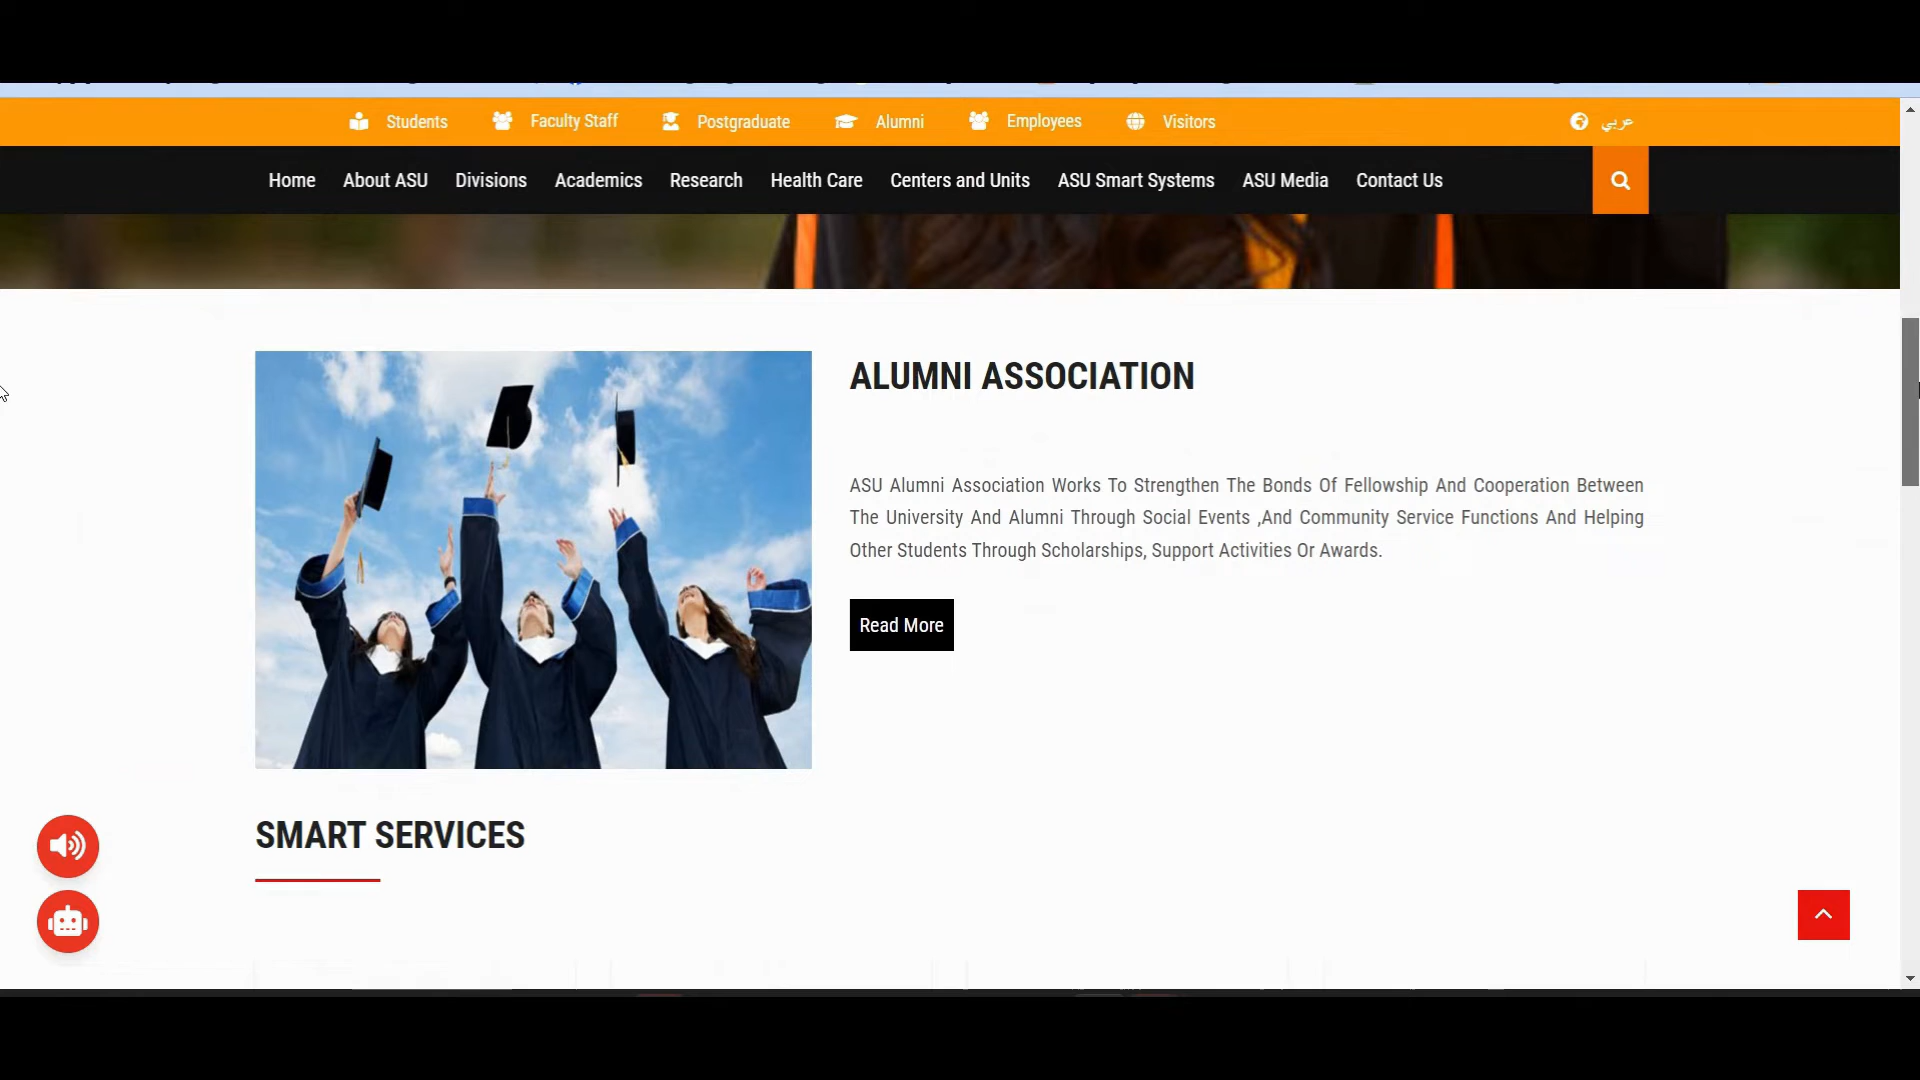 Students Faculty Staff Postgraduate Alumni Employees Visitors عربي
Home About ASU Divisions Academics Research Health Care Centers and Units ASU Smart Systems ASU Media Contact Us
ALUMNI ASSOCIATION
ASU Alumni Association Works To Strengthen The Bonds Of Fellowship And Cooperation Between
The University And Alumni Through Social Events ,And Community Service Functions And Helping
Other Students Through Scholarships, Support Activities Or Awards.
Read More
SMART SERVICES